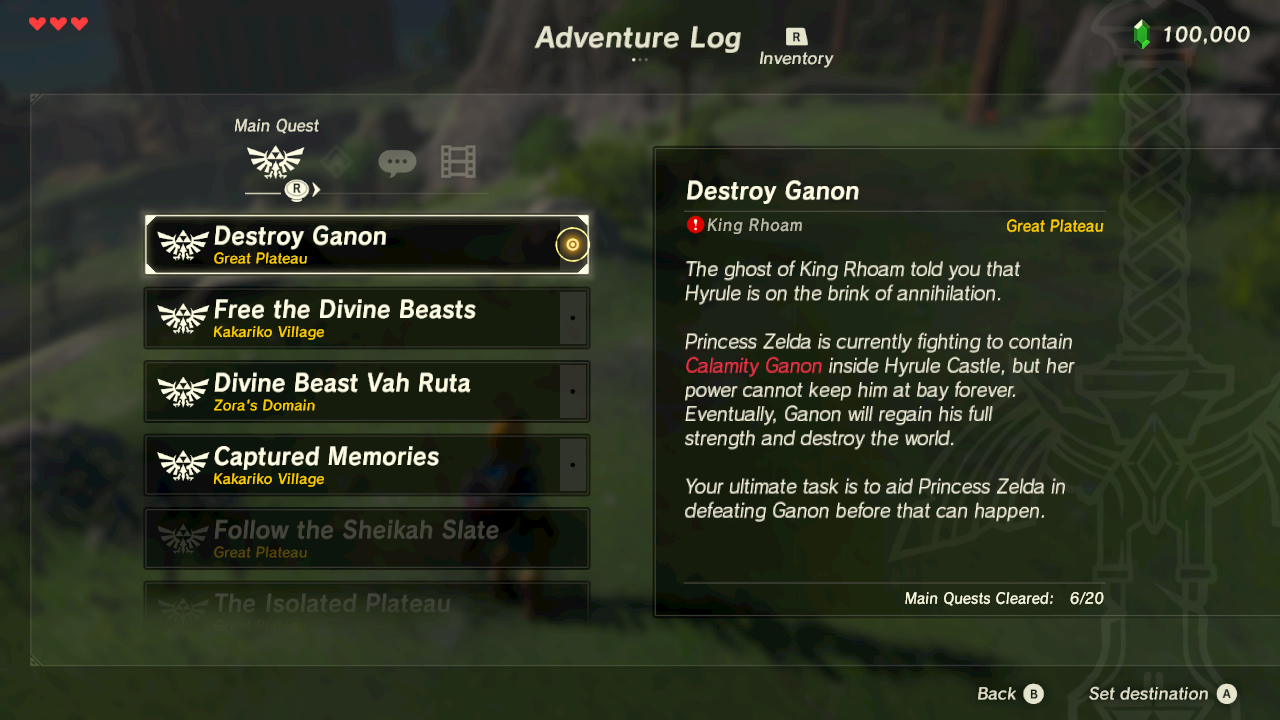 Adventure Log
R
Inventory
100,000
Main Quest
R
Destroy Ganon
Great Plateau
Free the Divine Beasts
Kakariko Village
Divine Beast Vah Ruta
Zora's Domain
Captured Memories
Kakariko Village
Follow the Sheikah Slate
Great Plateau
The Isolated Plateau
Destroy Ganon
King Rhoam
Great Plateau
The ghost of King Rhoam told you that
Hyrule is on the brink of annihilation.
Princess Zelda is currently fighting to contain
Calamity Ganon inside Hyrule Castle, but her
power cannot keep him at bay forever.
Eventually, Ganon will regain his full
strength and destroy the world.
Your ultimate task is to aid Princess Zelda in
defeating Ganon before that can happen.
Main Quests Cleared: 6/20
Back B
Set destination A